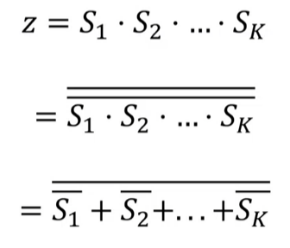 z = S₁ · S₂ · … · S_K
= \overline{\overline{S₁ · S₂ · … · S_K}}
= \overline{\overline{S₁} + \overline{S₂}+…+\overline{S_K}}